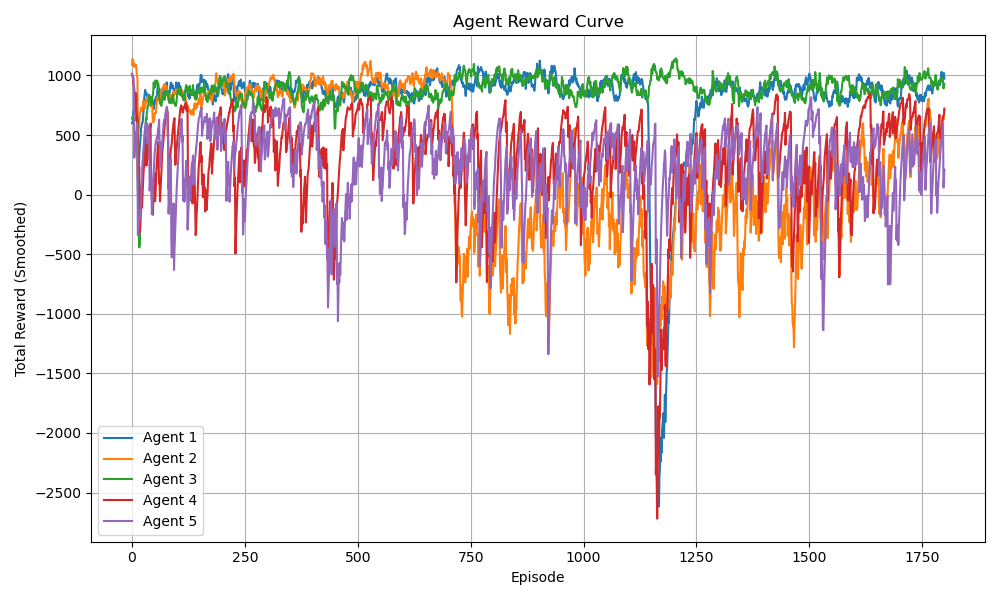 Agent Reward Curve
Total Reward (Smoothed)
1000
500
0
−500
−1000
−1500
−2000
−2500
Agent 1
Agent 2
Agent 3
Agent 4
Agent 5
0 250 500 750 1000 1250 1500 1750
Episode